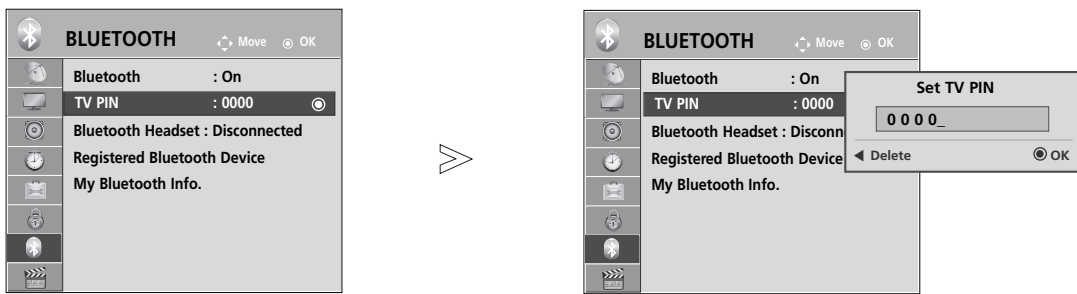 BLUETOOTH Move OK
Bluetooth : On
TV PIN : 0000
Bluetooth Headset : Disconnected
Registered Bluetooth Device
My Bluetooth Info.
BLUETOOTH Move OK
Bluetooth : On
TV PIN : 0000
Bluetooth Headset : Disconn
Registered Bluetooth Device
My Bluetooth Info.
Set TV PIN
0 0 0 0_
Delete OK